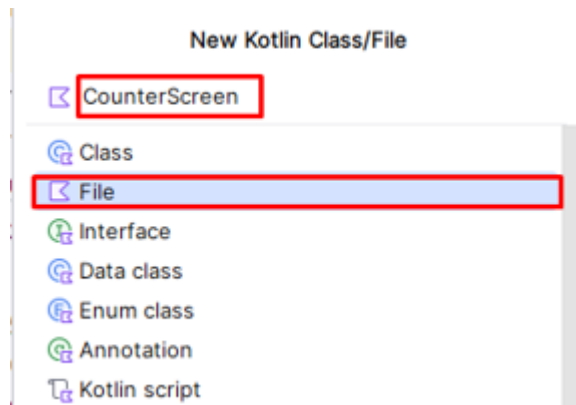 New Kotlin Class/File
CounterScreen
Class
File
Interface
Data class
Enum class
Annotation
Kotlin script